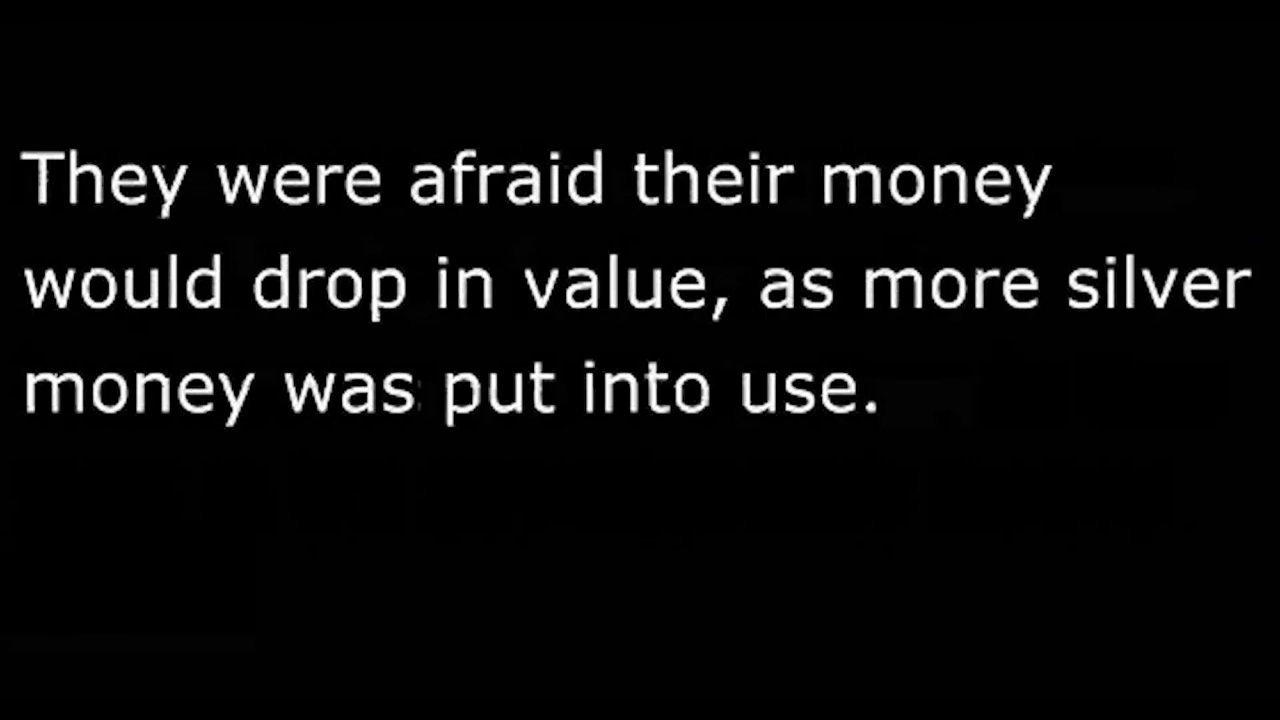 They were afraid their money
would drop in value, as more silver
money was put into use.